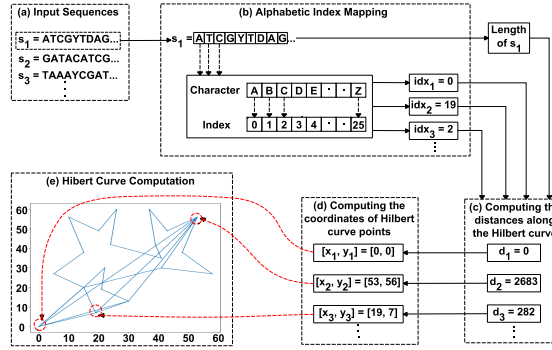 (a) Input Sequences
s1 = ATCGYTDAG...
s2 = GATACATCG...
s3 = TAAAYCGAT...
(b) Alphabetic Index Mapping
s1 = ATCGYTDAG...
Character
A B C D E · · Z
Index
0 1 2 3 4 · · 25
idx1 = 0
idx2 = 19
idx3 = 2
Length
of s1
(c) Computing the
distances along
the Hilbert curve
d1 = 0
d2 = 2683
d3 = 282
(d) Computing the
coordinates of Hilbert
curve points
[x1, y1] = [0, 0]
[x2, y2] = [53, 56]
[x3, y3] = [19, 7]
(e) Hibert Curve Computation
60
50
40
30
20
10
0
0 10 20 30 40 50 60